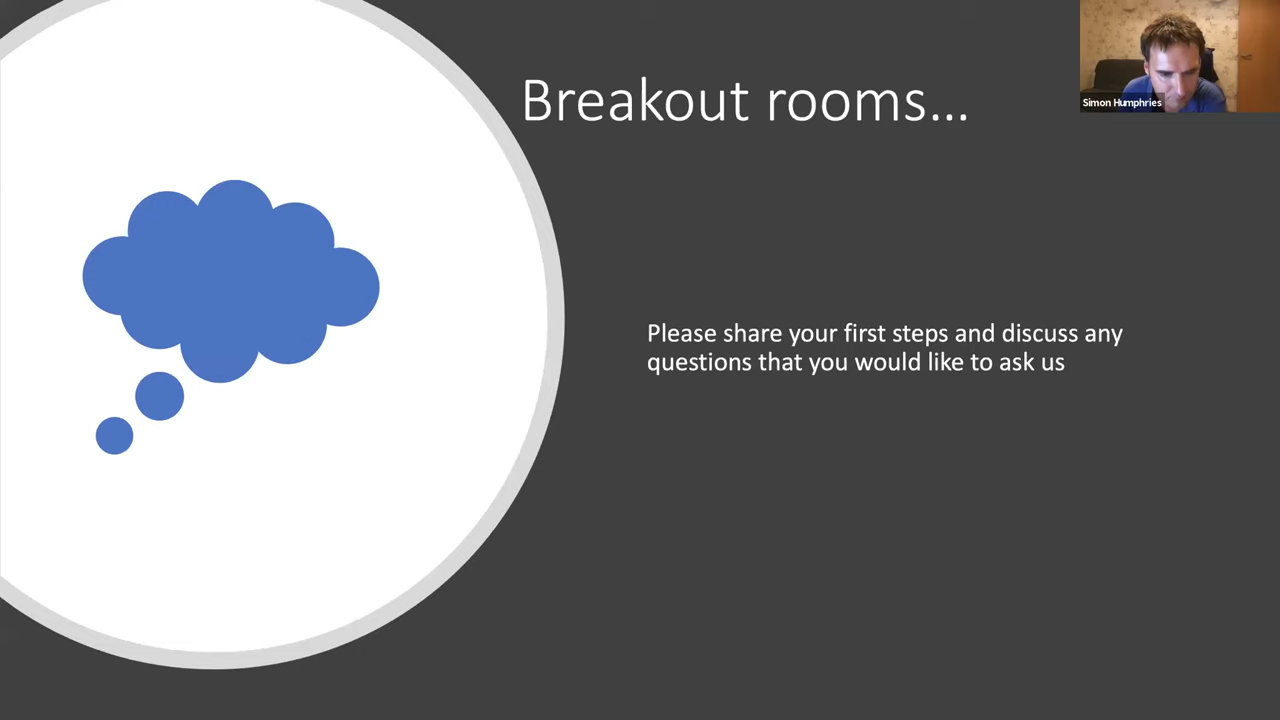 Breakout rooms...
Simon Humphries
Please share your first steps and discuss any
questions that you would like to ask us